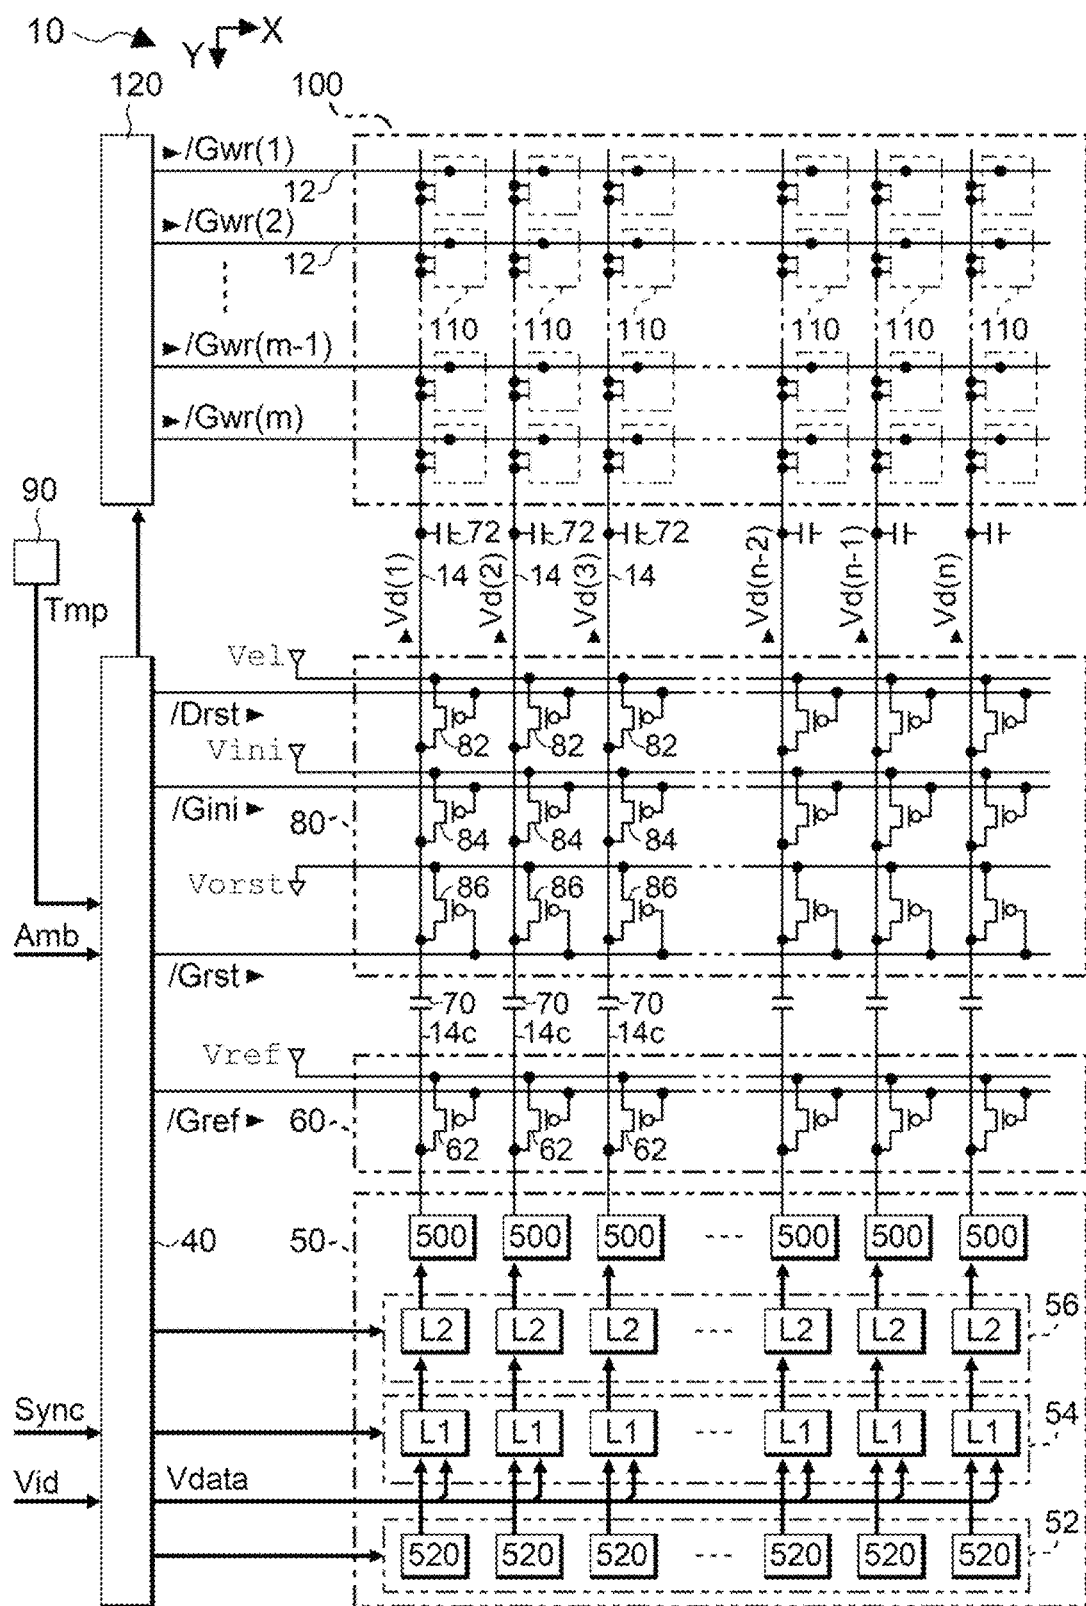 10 X
Y
120 100
/Gwr(1)
12
/Gwr(2)
12
110 110 110 110 110 110
/Gwr(m-1)
/Gwr(m)
90
72 72 72
Vd(1) 14 Vd(2) 14 Vd(3) 14 Vd(n-2) Vd(n-1) Vd(n)
Tmp
Vel
/Drst
82 82 82
Vini
/Gini 80
84 84 84
Vorst
86 86 86
Amb
/Grst
70 70 70
14c 14c 14c
Vref
/Gref 60
62 62 62
40 50 500 500 500 --- 500 500 500
56
L2 L2 L2 --- L2 L2 L2
Sync 54
L1 L1 L1 --- L1 L1 L1
Vid Vdata
52
520 520 520 --- 520 520 520